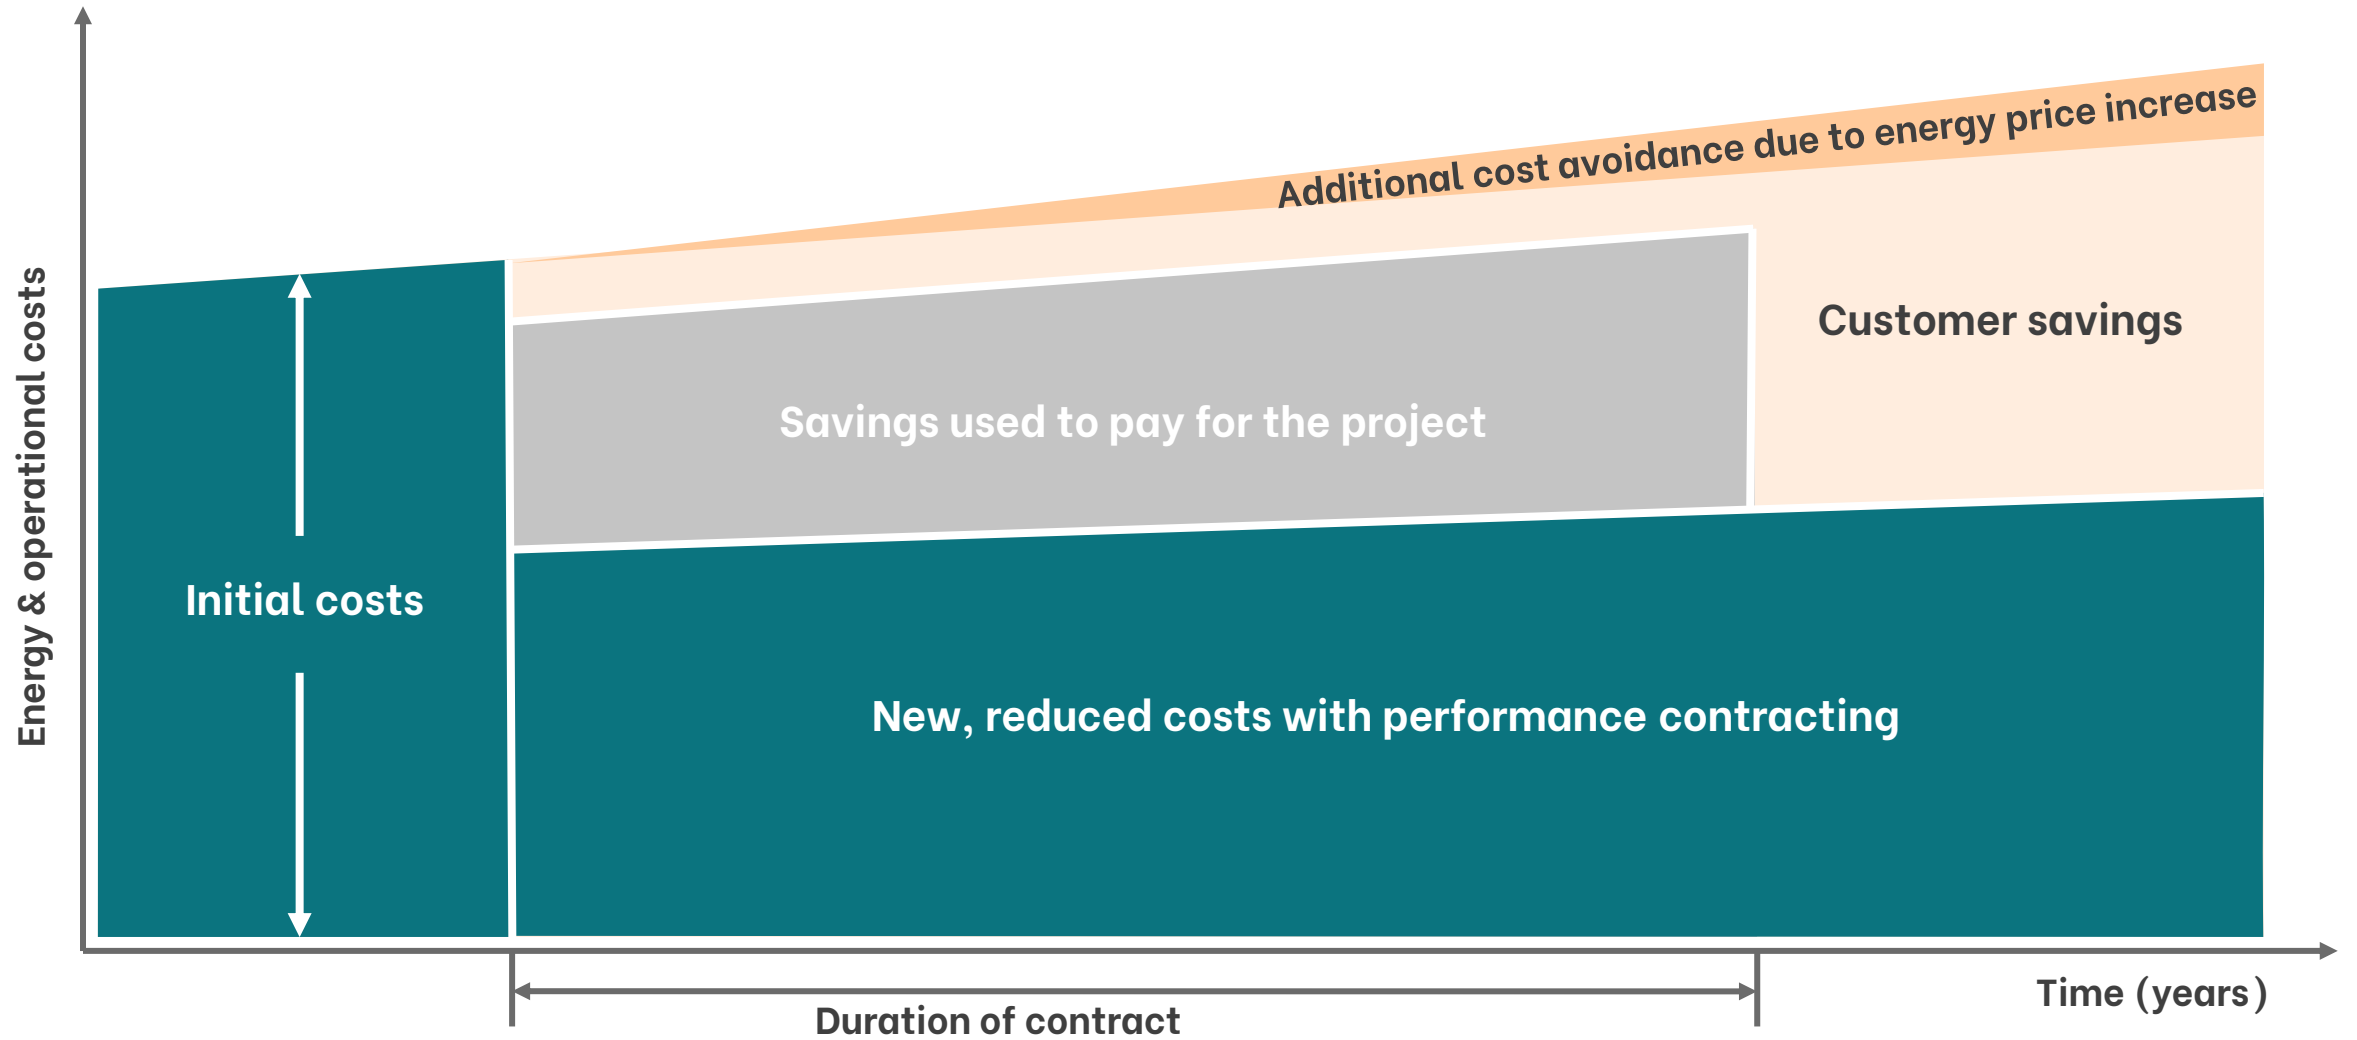 Energy & operational costs
Additional cost avoidance due to energy price increase
Customer savings
Savings used to pay for the project
Initial costs
New, reduced costs with performance contracting
Time (years)
Duration of contract